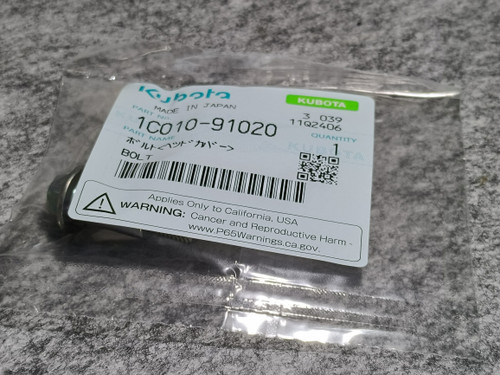 Kubota
KUBOTA
MADE IN JAPAN
3 039
11Q2406
PART NO.
1C010-91020
QUANTITY
1
PART NAME
ボルト<ヘッドカバー>
BOLT
Applies Only to California, USA
WARNING: Cancer and Reproductive Harm -
www.P65Warnings.ca.gov.